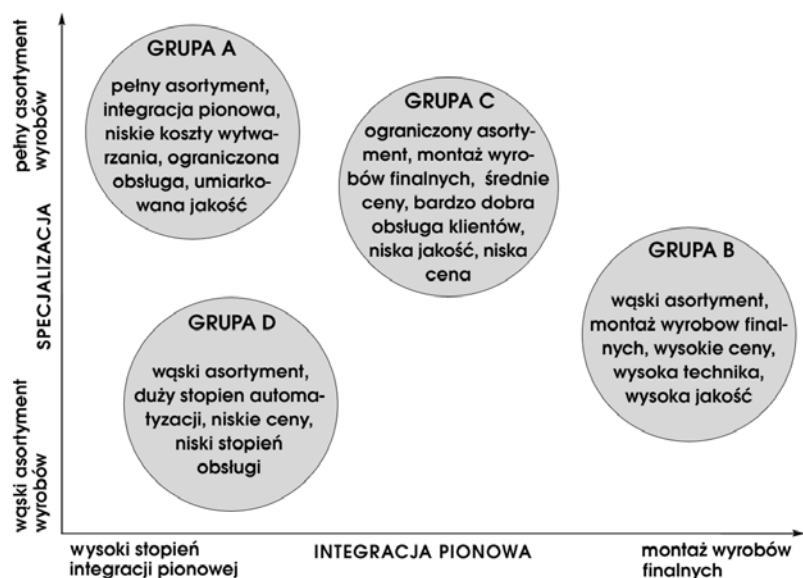 pełny asortyment
wyrobów
SPECJALIZACJA
wąski asortyment
wyrobów
GRUPA A
pełny asortyment,
integracja pionowa,
niskie koszty wytwa-
rzania, ograniczona
obsługa, umiarko-
wana jakość
GRUPA C
ograniczony asorty-
ment, montaż wyro-
bów finalnych, średnie
ceny, bardzo dobra
obsługa klientów,
niska jakość, niska
cena
GRUPA B
wąski asortyment,
montaż wyrobow final-
nych, wysokie ceny,
wysoka technika,
wysoka jakość
GRUPA D
wąski asortyment,
duży stopien automa-
tyzacji, niskie ceny,
niski stopień
obsługi
wysoki stopień
integracji pionowej
INTEGRACJA PIONOWA
montaż wyrobów
finalnych